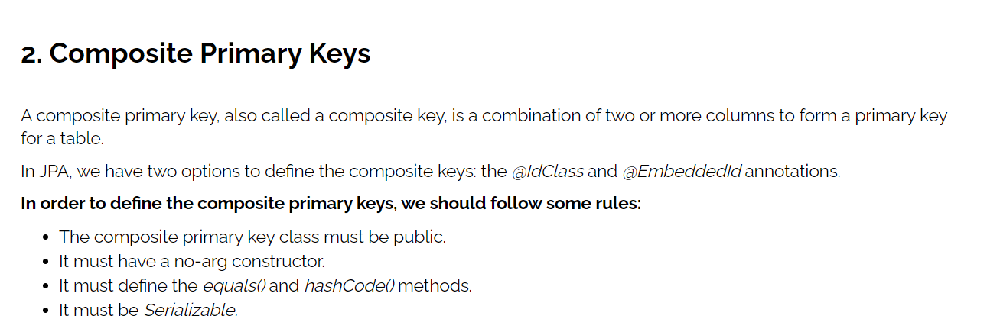 2. Composite Primary Keys
A composite primary key, also called a composite key, is a combination of two or more columns to form a primary key
for a table.
In JPA, we have two options to define the composite keys: the @IdClass and @EmbeddedId annotations.
In order to define the composite primary keys, we should follow some rules:
• The composite primary key class must be public.
• It must have a no-arg constructor.
• It must define the equals() and hashCode() methods.
• It must be Serializable.